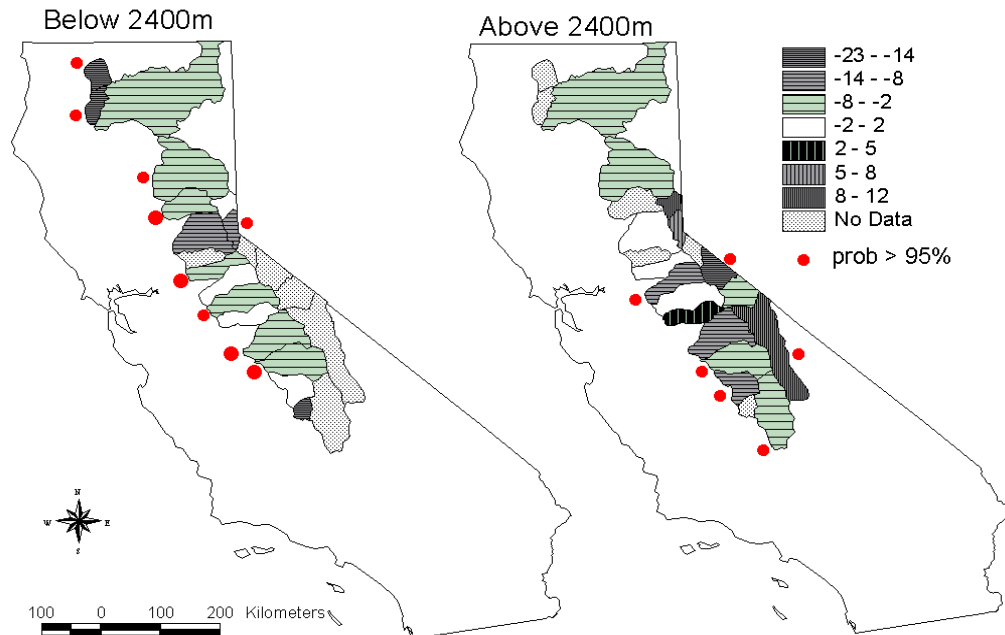 Below 2400m
Above 2400m
-23 - -14
-14 - -8
-8 - -2
-2 - 2
2 - 5
5 - 8
8 - 12
No Data
prob > 95%
N
W E
S
100 0 100 200 Kilometers